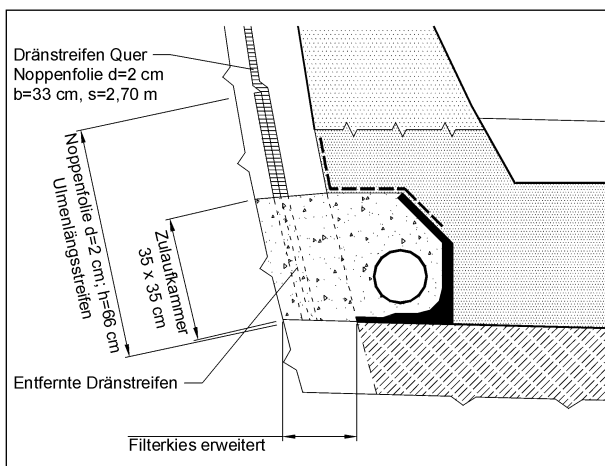 Dränstreifen Quer
Noppenfolie d=2 cm
b=33 cm, s=2,70 m
Noppenfolie d=2 cm; h=66 cm
Ulmenlängsstreifen
Zulaufkammer
35 x 35 cm
Entfernte Dränstreifen
Filterkies erweitert